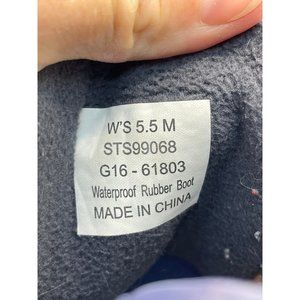 W'S 5.5 M
STS99068
G16 - 61803
Waterproof Rubber Boot
MADE IN CHINA